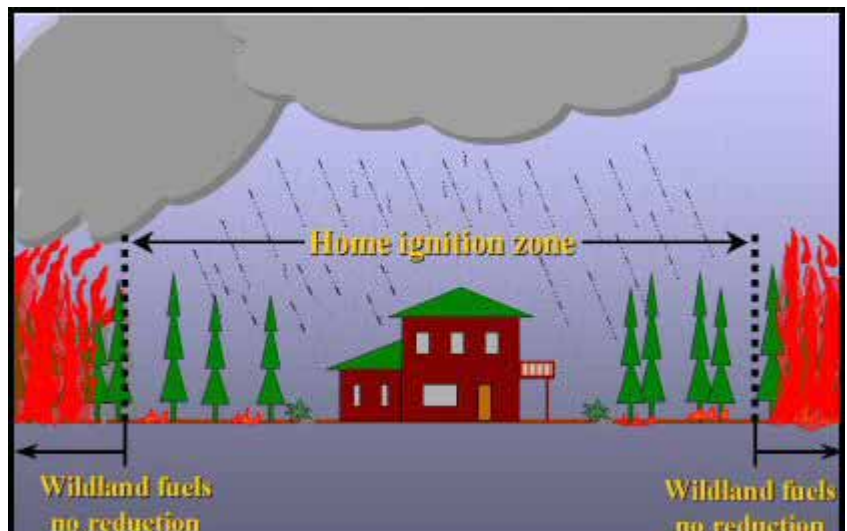 Home ignition zone
Wildland fuels
no reduction
Wildland fuels
no reduction